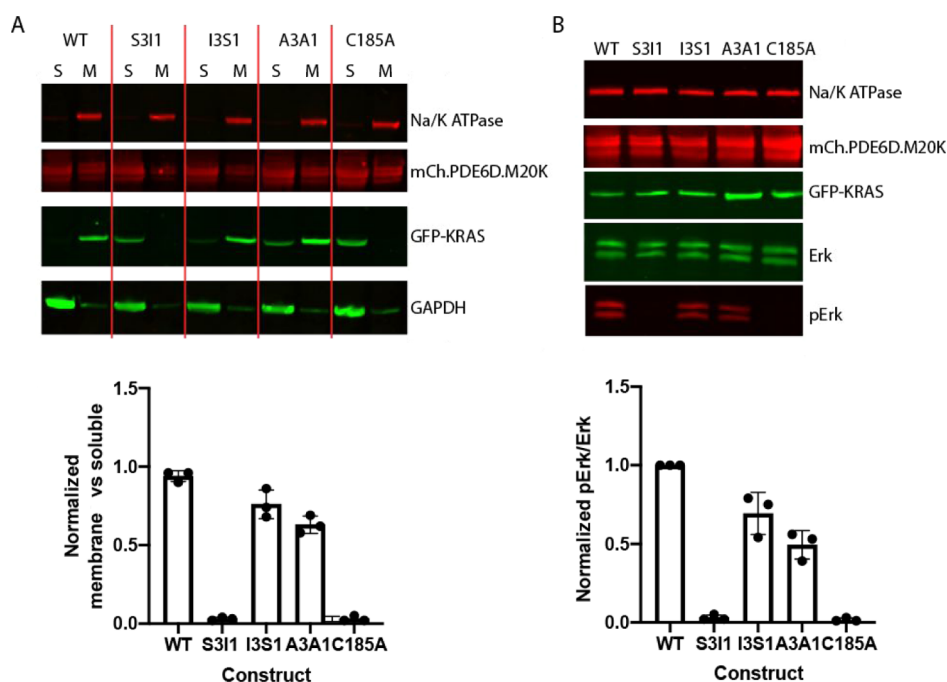 A
WT S3I1 I3S1 A3A1 C185A
S M S M S M S M S M
Na/K ATPase
mCh.PDE6D.M20K
GFP-KRAS
GAPDH
1.5
1.0
0.5
0.0
Normalized
membrane vs soluble
WT S3I1 I3S1 A3A1 C185A
Construct
B
WT S3I1 I3S1 A3A1 C185A
Na/K ATPase
mCh.PDE6D.M20K
GFP-KRAS
Erk
pErk
1.5
1.0
0.5
0.0
Normalized pErk/Erk
WT S3I1 I3S1 A3A1 C185A
Construct